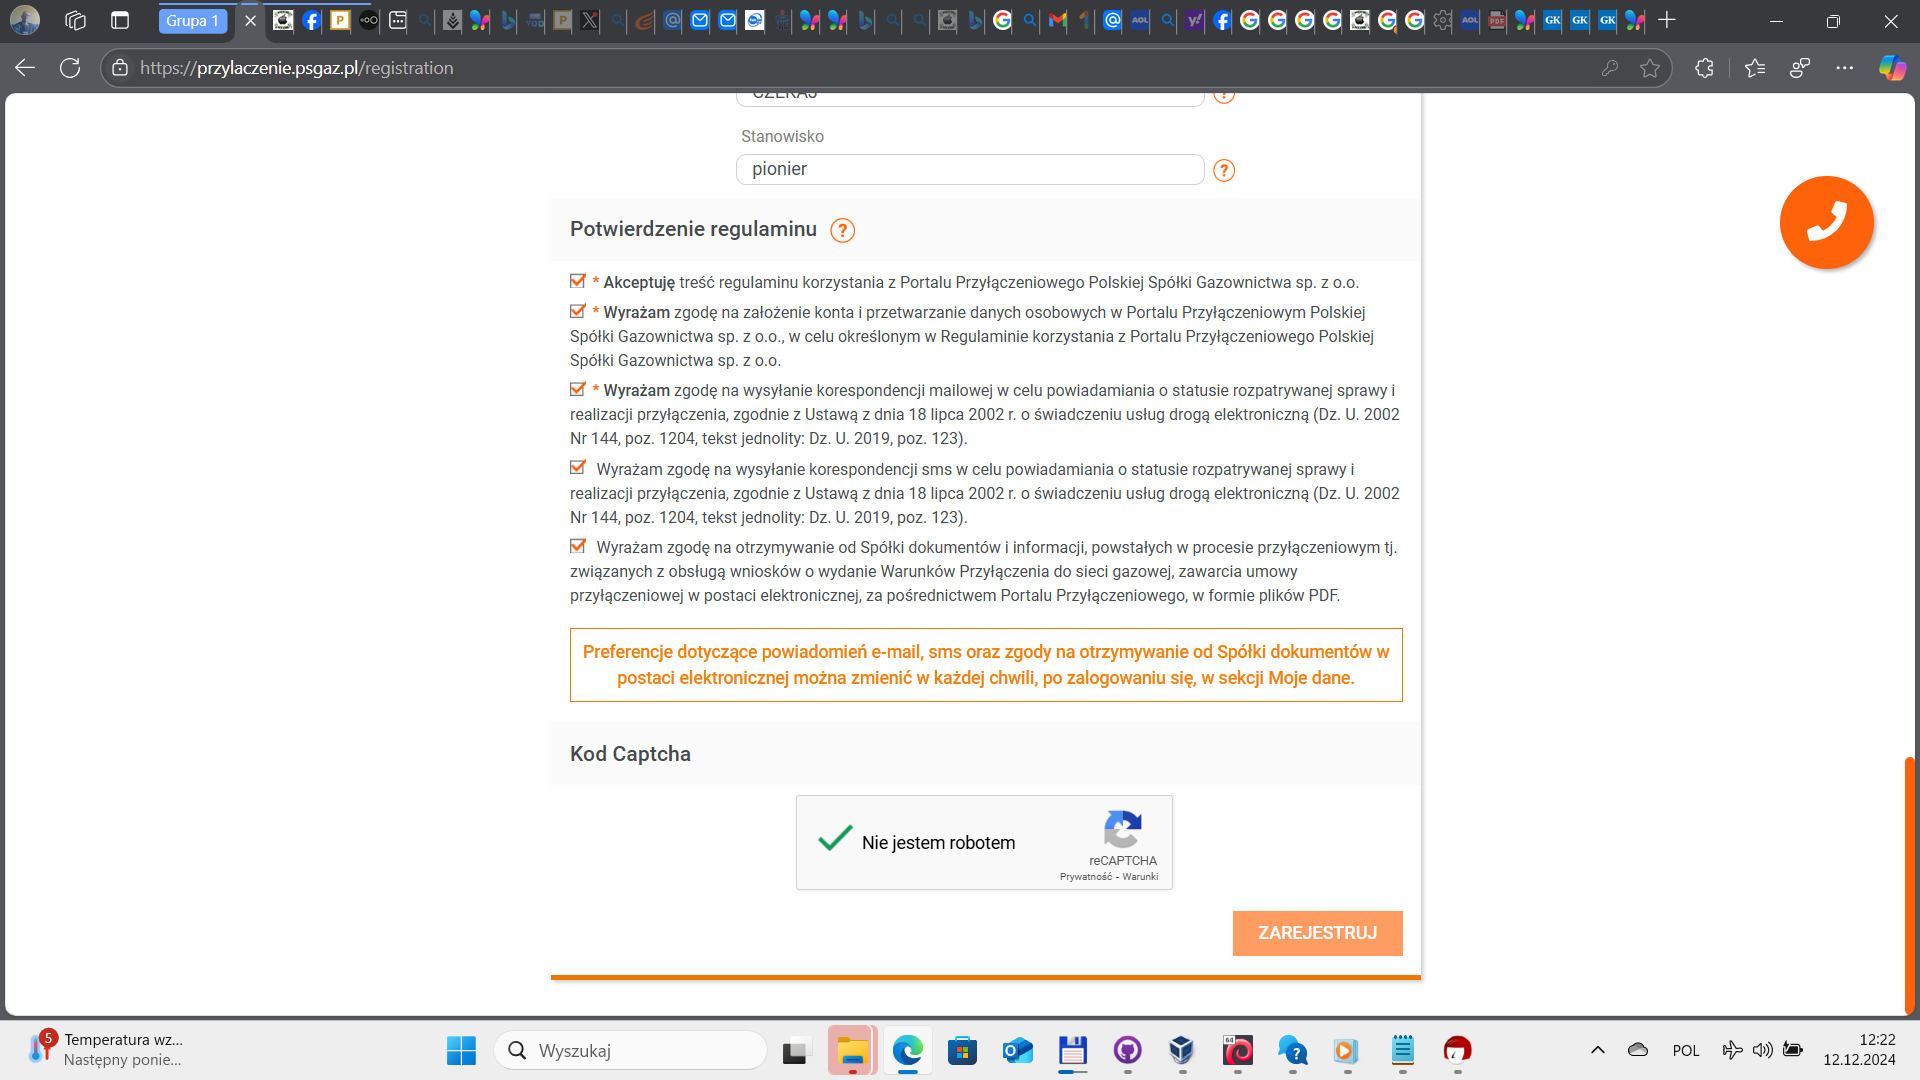 Grupa 1
https://przylaczenie.psgaz.pl/registration
CZEKAJ
Stanowisko
pionier
Potwierdzenie regulaminu
* Akceptuję treść regulaminu korzystania z Portalu Przyłączeniowego Polskiej Spółki Gazownictwa sp. z o.o.
* Wyrażam zgodę na założenie konta i przetwarzanie danych osobowych w Portalu Przyłączeniowym Polskiej
Spółki Gazownictwa sp. z o.o., w celu określonym w Regulaminie korzystania z Portalu Przyłączeniowego Polskiej
Spółki Gazownictwa sp. z o.o.
* Wyrażam zgodę na wysyłanie korespondencji mailowej w celu powiadamiania o statusie rozpatrywanej sprawy i
realizacji przyłączenia, zgodnie z Ustawą z dnia 18 lipca 2002 r. o świadczeniu usług drogą elektroniczną (Dz. U. 2002
Nr 144, poz. 1204, tekst jednolity: Dz. U. 2019, poz. 123).
Wyrażam zgodę na wysyłanie korespondencji sms w celu powiadamiania o statusie rozpatrywanej sprawy i
realizacji przyłączenia, zgodnie z Ustawą z dnia 18 lipca 2002 r. o świadczeniu usług drogą elektroniczną (Dz. U. 2002
Nr 144, poz. 1204, tekst jednolity: Dz. U. 2019, poz. 123).
Wyrażam zgodę na otrzymywanie od Spółki dokumentów i informacji, powstałych w procesie przyłączeniowym tj.
związanych z obsługą wniosków o wydanie Warunków Przyłączenia do sieci gazowej, zawarcia umowy
przyłączeniowej w postaci elektronicznej, za pośrednictwem Portalu Przyłączeniowego, w formie plików PDF.
Preferencje dotyczące powiadomień e-mail, sms oraz zgody na otrzymywanie od Spółki dokumentów w
postaci elektronicznej można zmienić w każdej chwili, po zalogowaniu się, w sekcji Moje dane.
Kod Captcha
Nie jestem robotem
reCAPTCHA
Prywatność - Warunki
ZAREJESTRUJ
5
Temperatura wz...
Następny ponie...
Wyszukaj
POL
12:22
12.12.2024